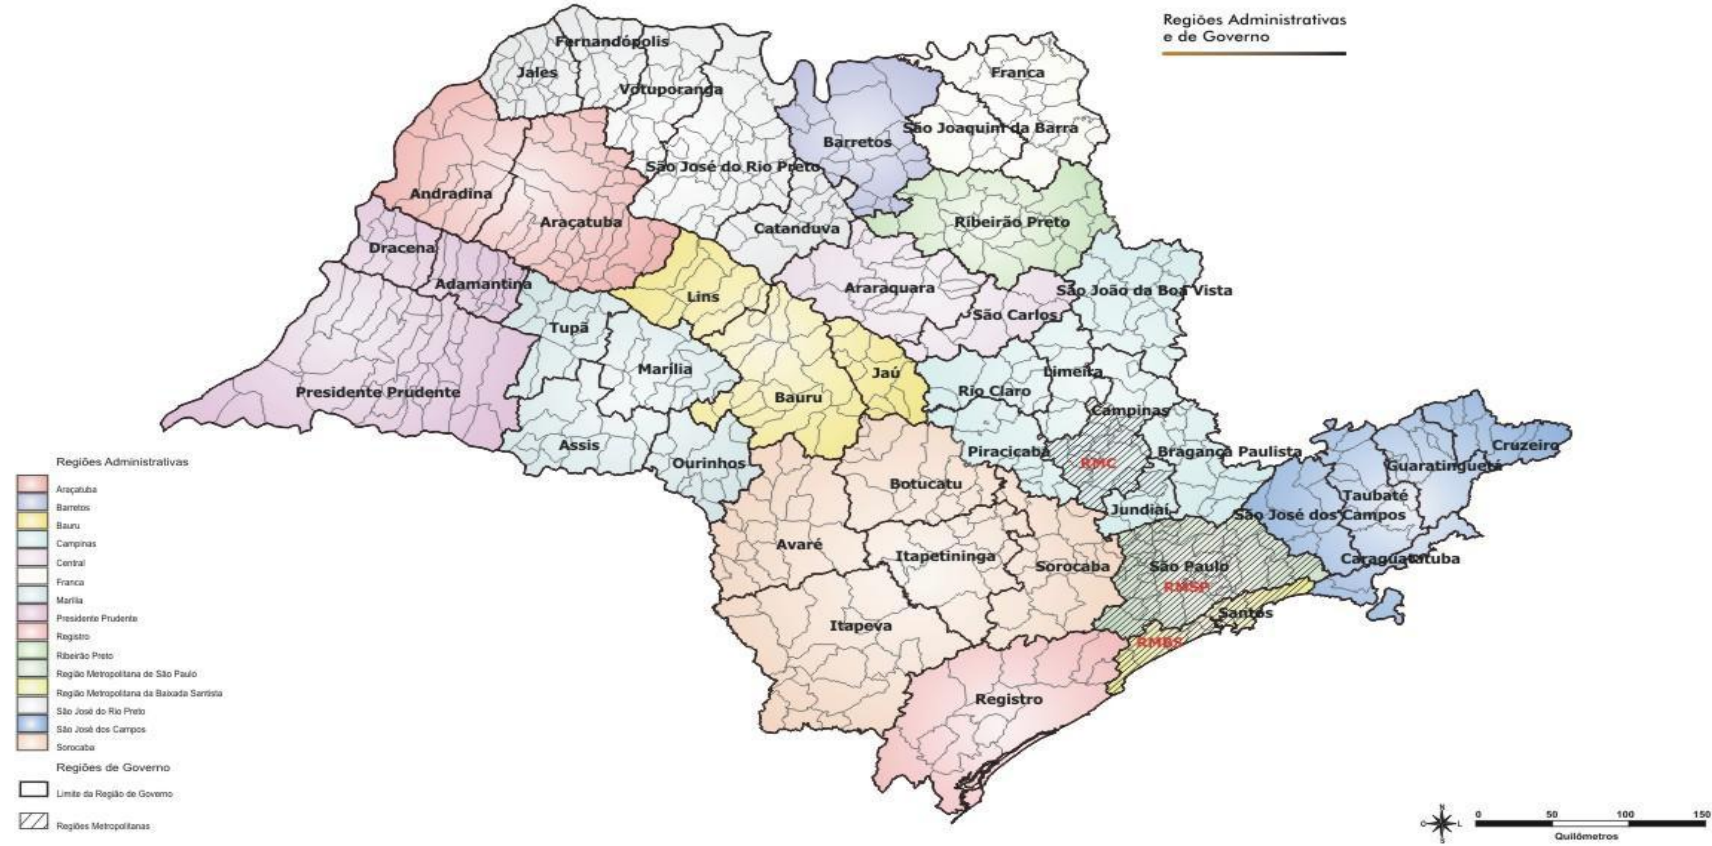 Regiões Administrativas
e de Governo
Fernandópolis
Jales
Votuporanga
Franca
São Joaquim da Barra
Barretos
São José do Rio Preto
Andradina
Araçatuba
Catanduva
Ribeirão Preto
Dracena
Adamantina
Lins
Araraquara
São João da Boa Vista
São Carlos
Tupã
Marília
Jaú
Limeira
Rio Claro
Presidente Prudente
Bauru
Campinas
Assis
Ourinhos
Piracicaba
RMC
Bragança Paulista
Cruzeiro
Guaratinguetá
Botucatu
Taubaté
Jundiaí
São José dos Campos
Avaré
Itapetininga
Sorocaba
São Paulo
Caraguatatuba
RMSP
Santos
Itapeva
RMBS
Registro
Regiões Administrativas
Araçatuba
Barretos
Bauru
Campinas
Central
Franca
Marília
Presidente Prudente
Registro
Ribeirão Preto
Região Metropolitana de São Paulo
Região Metropolitana da Baixada Santista
São José do Rio Preto
São José dos Campos
Sorocaba
Regiões de Governo
Limite da Região de Governo
Regiões Metropolitanas
N
O L
S
0 50 100 150
Quilômetros